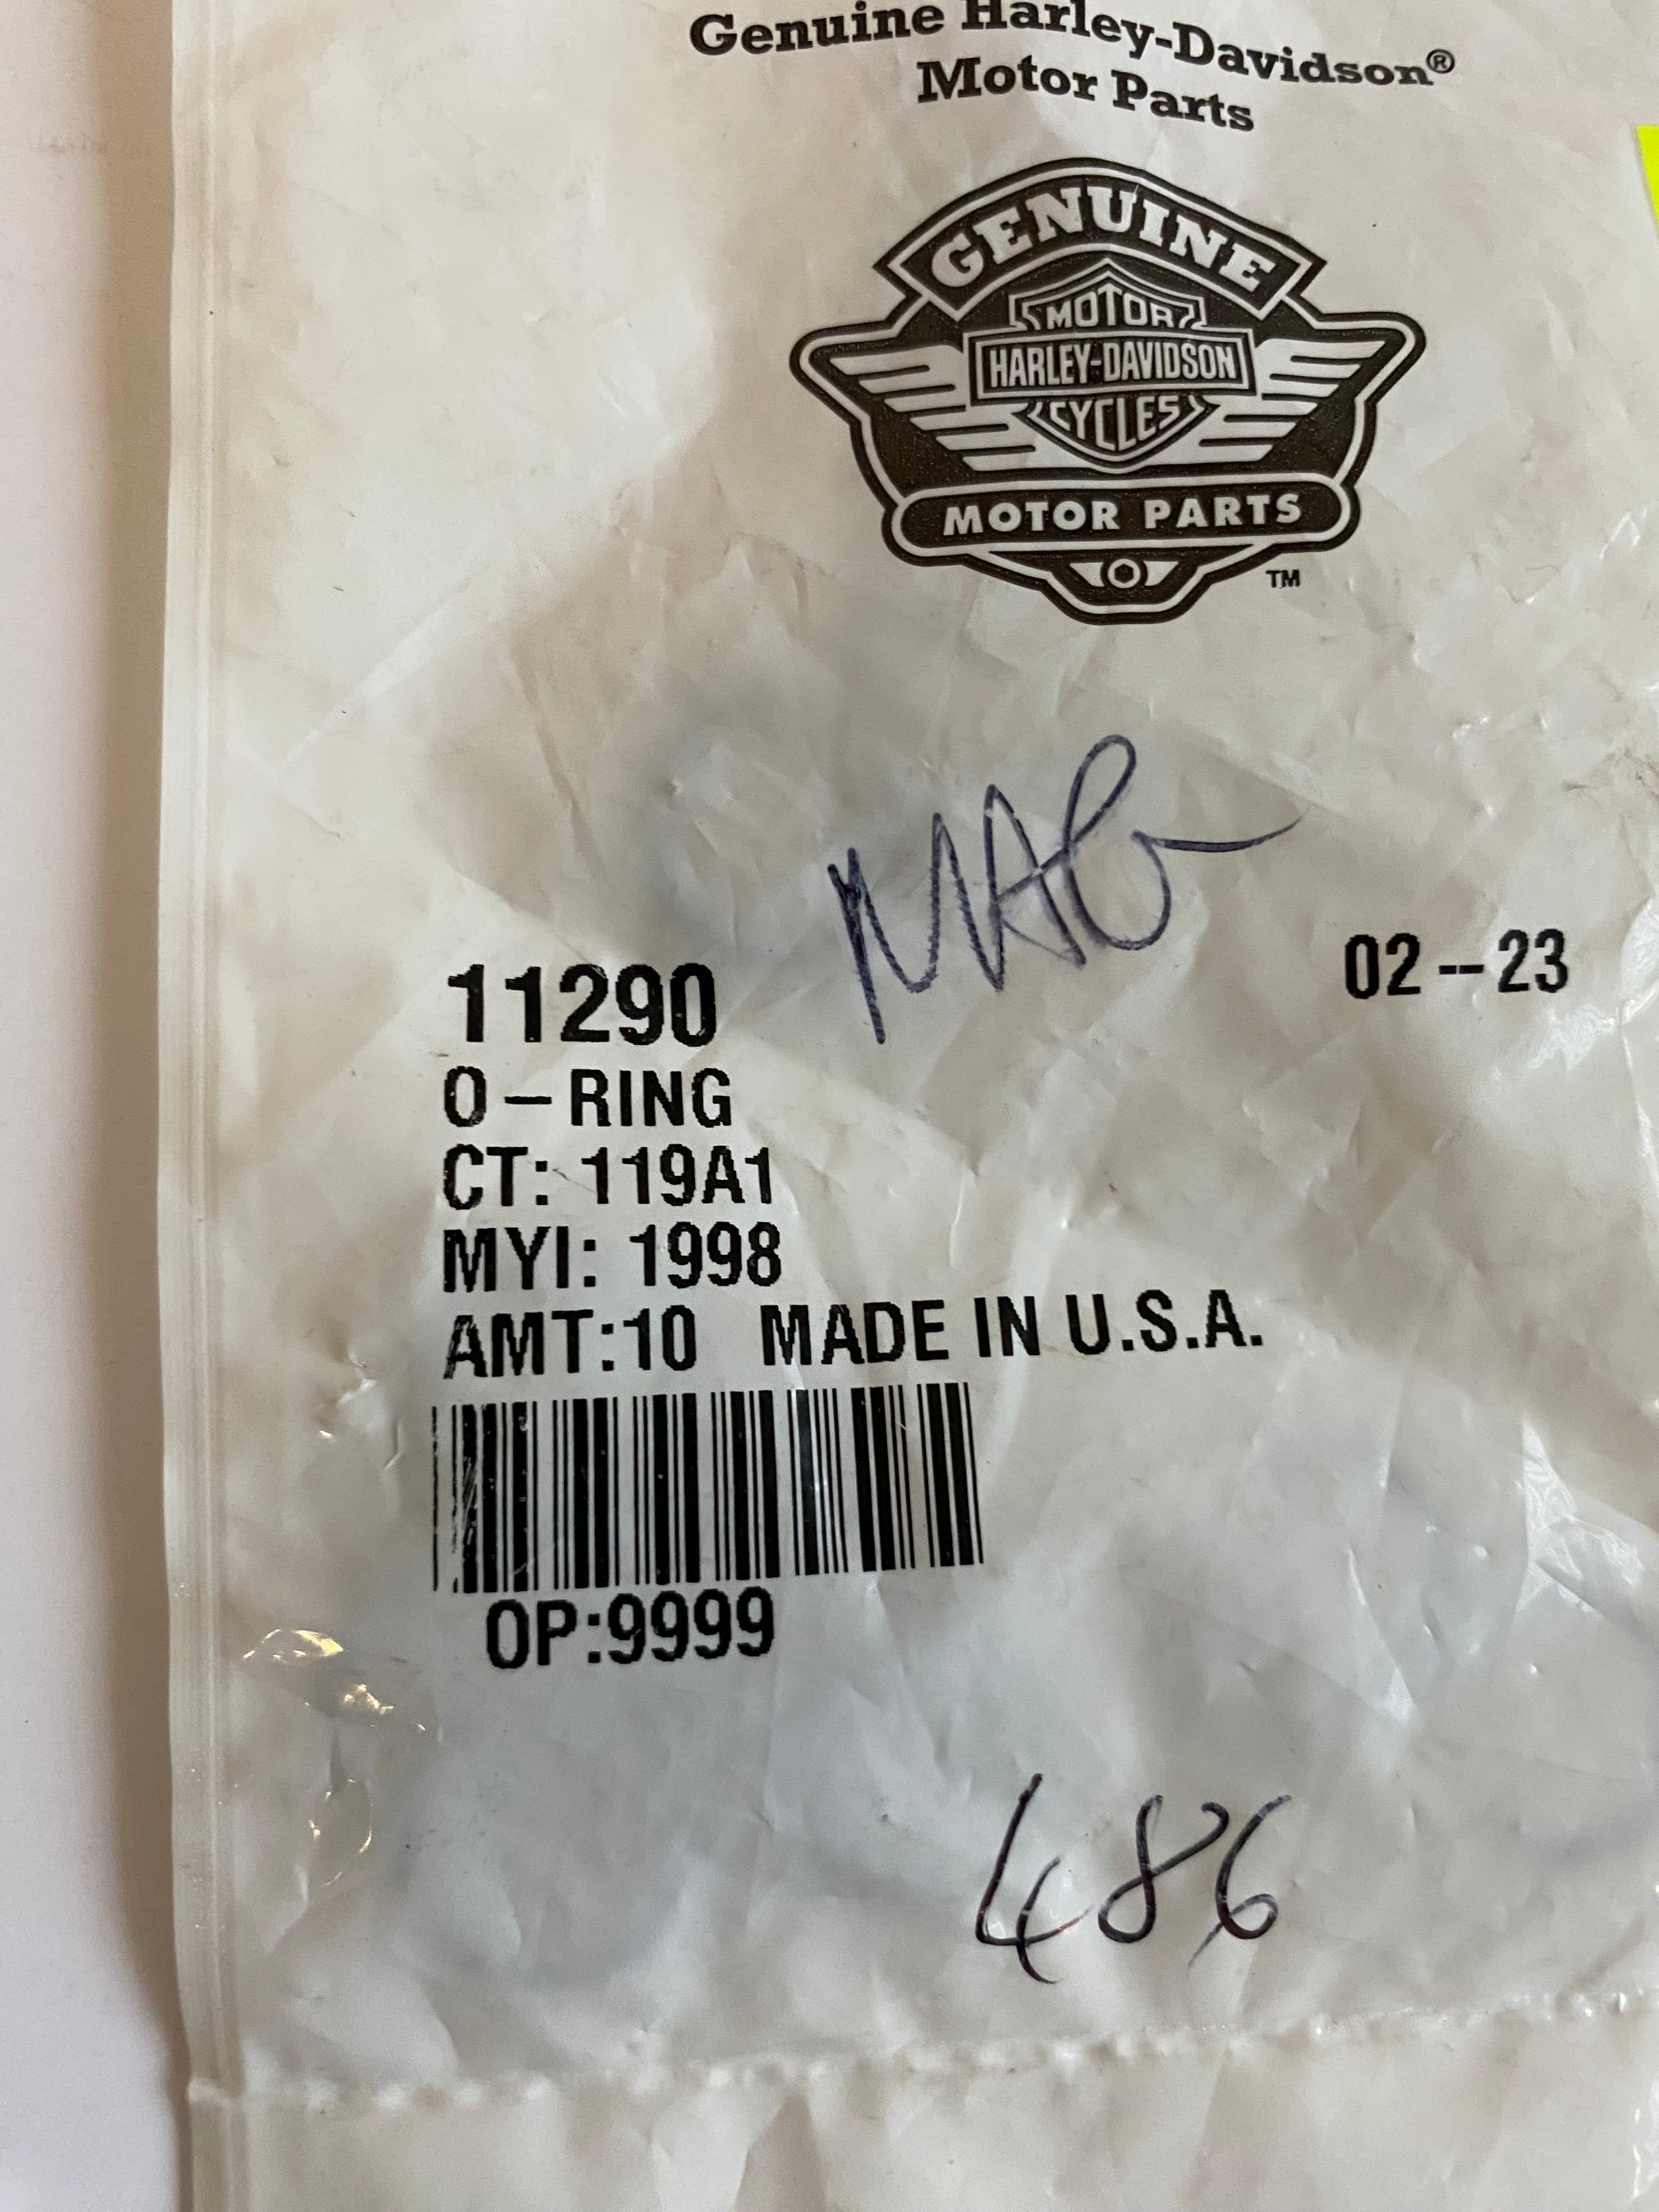 Genuine Harley-Davidson®
Motor Parts
GENUINE
MOTOR
HARLEY-DAVIDSON
CYCLES
MOTOR PARTS
TM
02--23
11290
O-RING
CT: 119A1
MYI: 1998
AMT:10 MADE IN U.S.A.
OP:9999
486